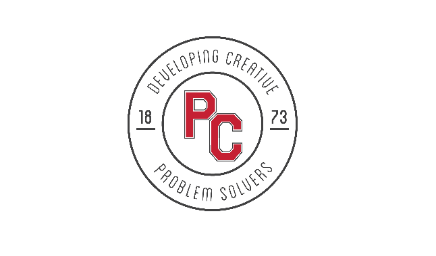 DEVELOPING CREATIVE
18 73
PC
PROBLEM SOLVERS